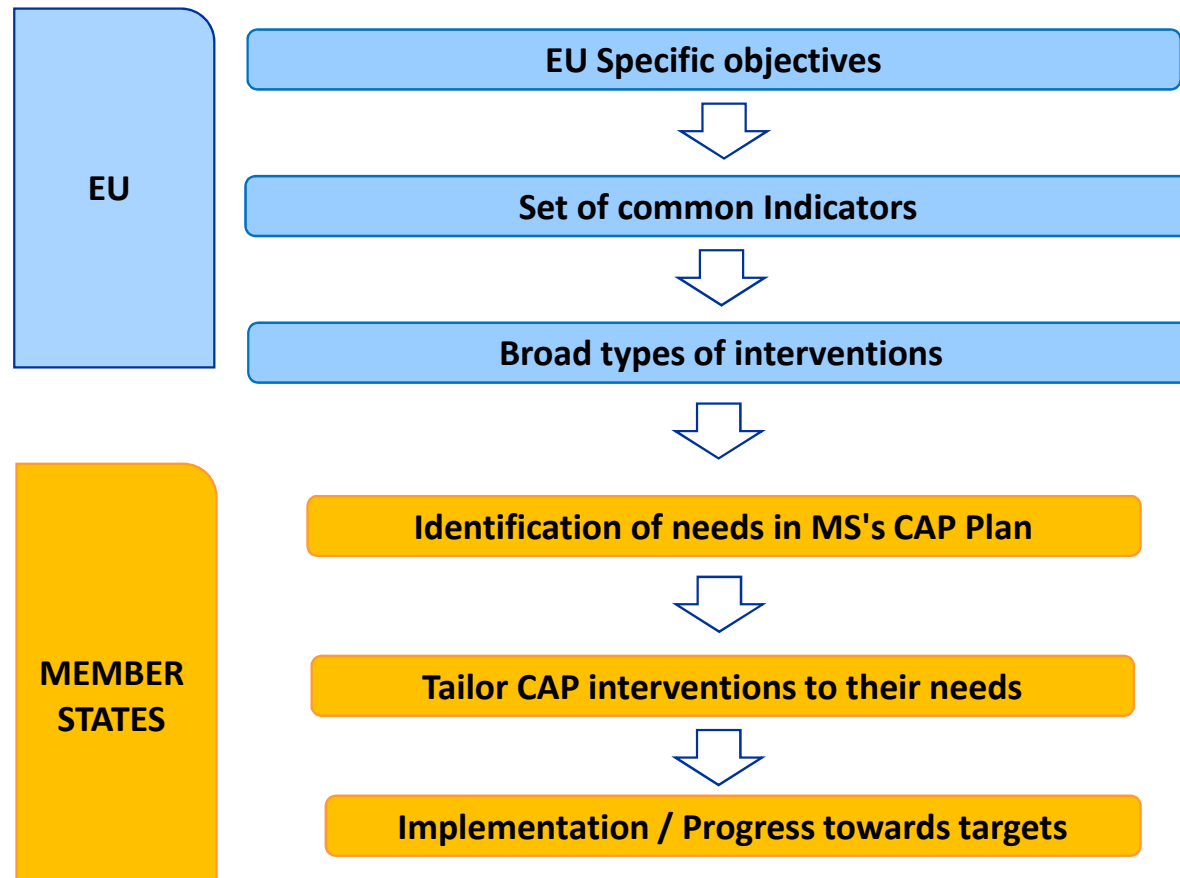 EU
EU Specific objectives
Set of common Indicators
Broad types of interventions
MEMBER
STATES
Identification of needs in MS's CAP Plan
Tailor CAP interventions to their needs
Implementation / Progress towards targets